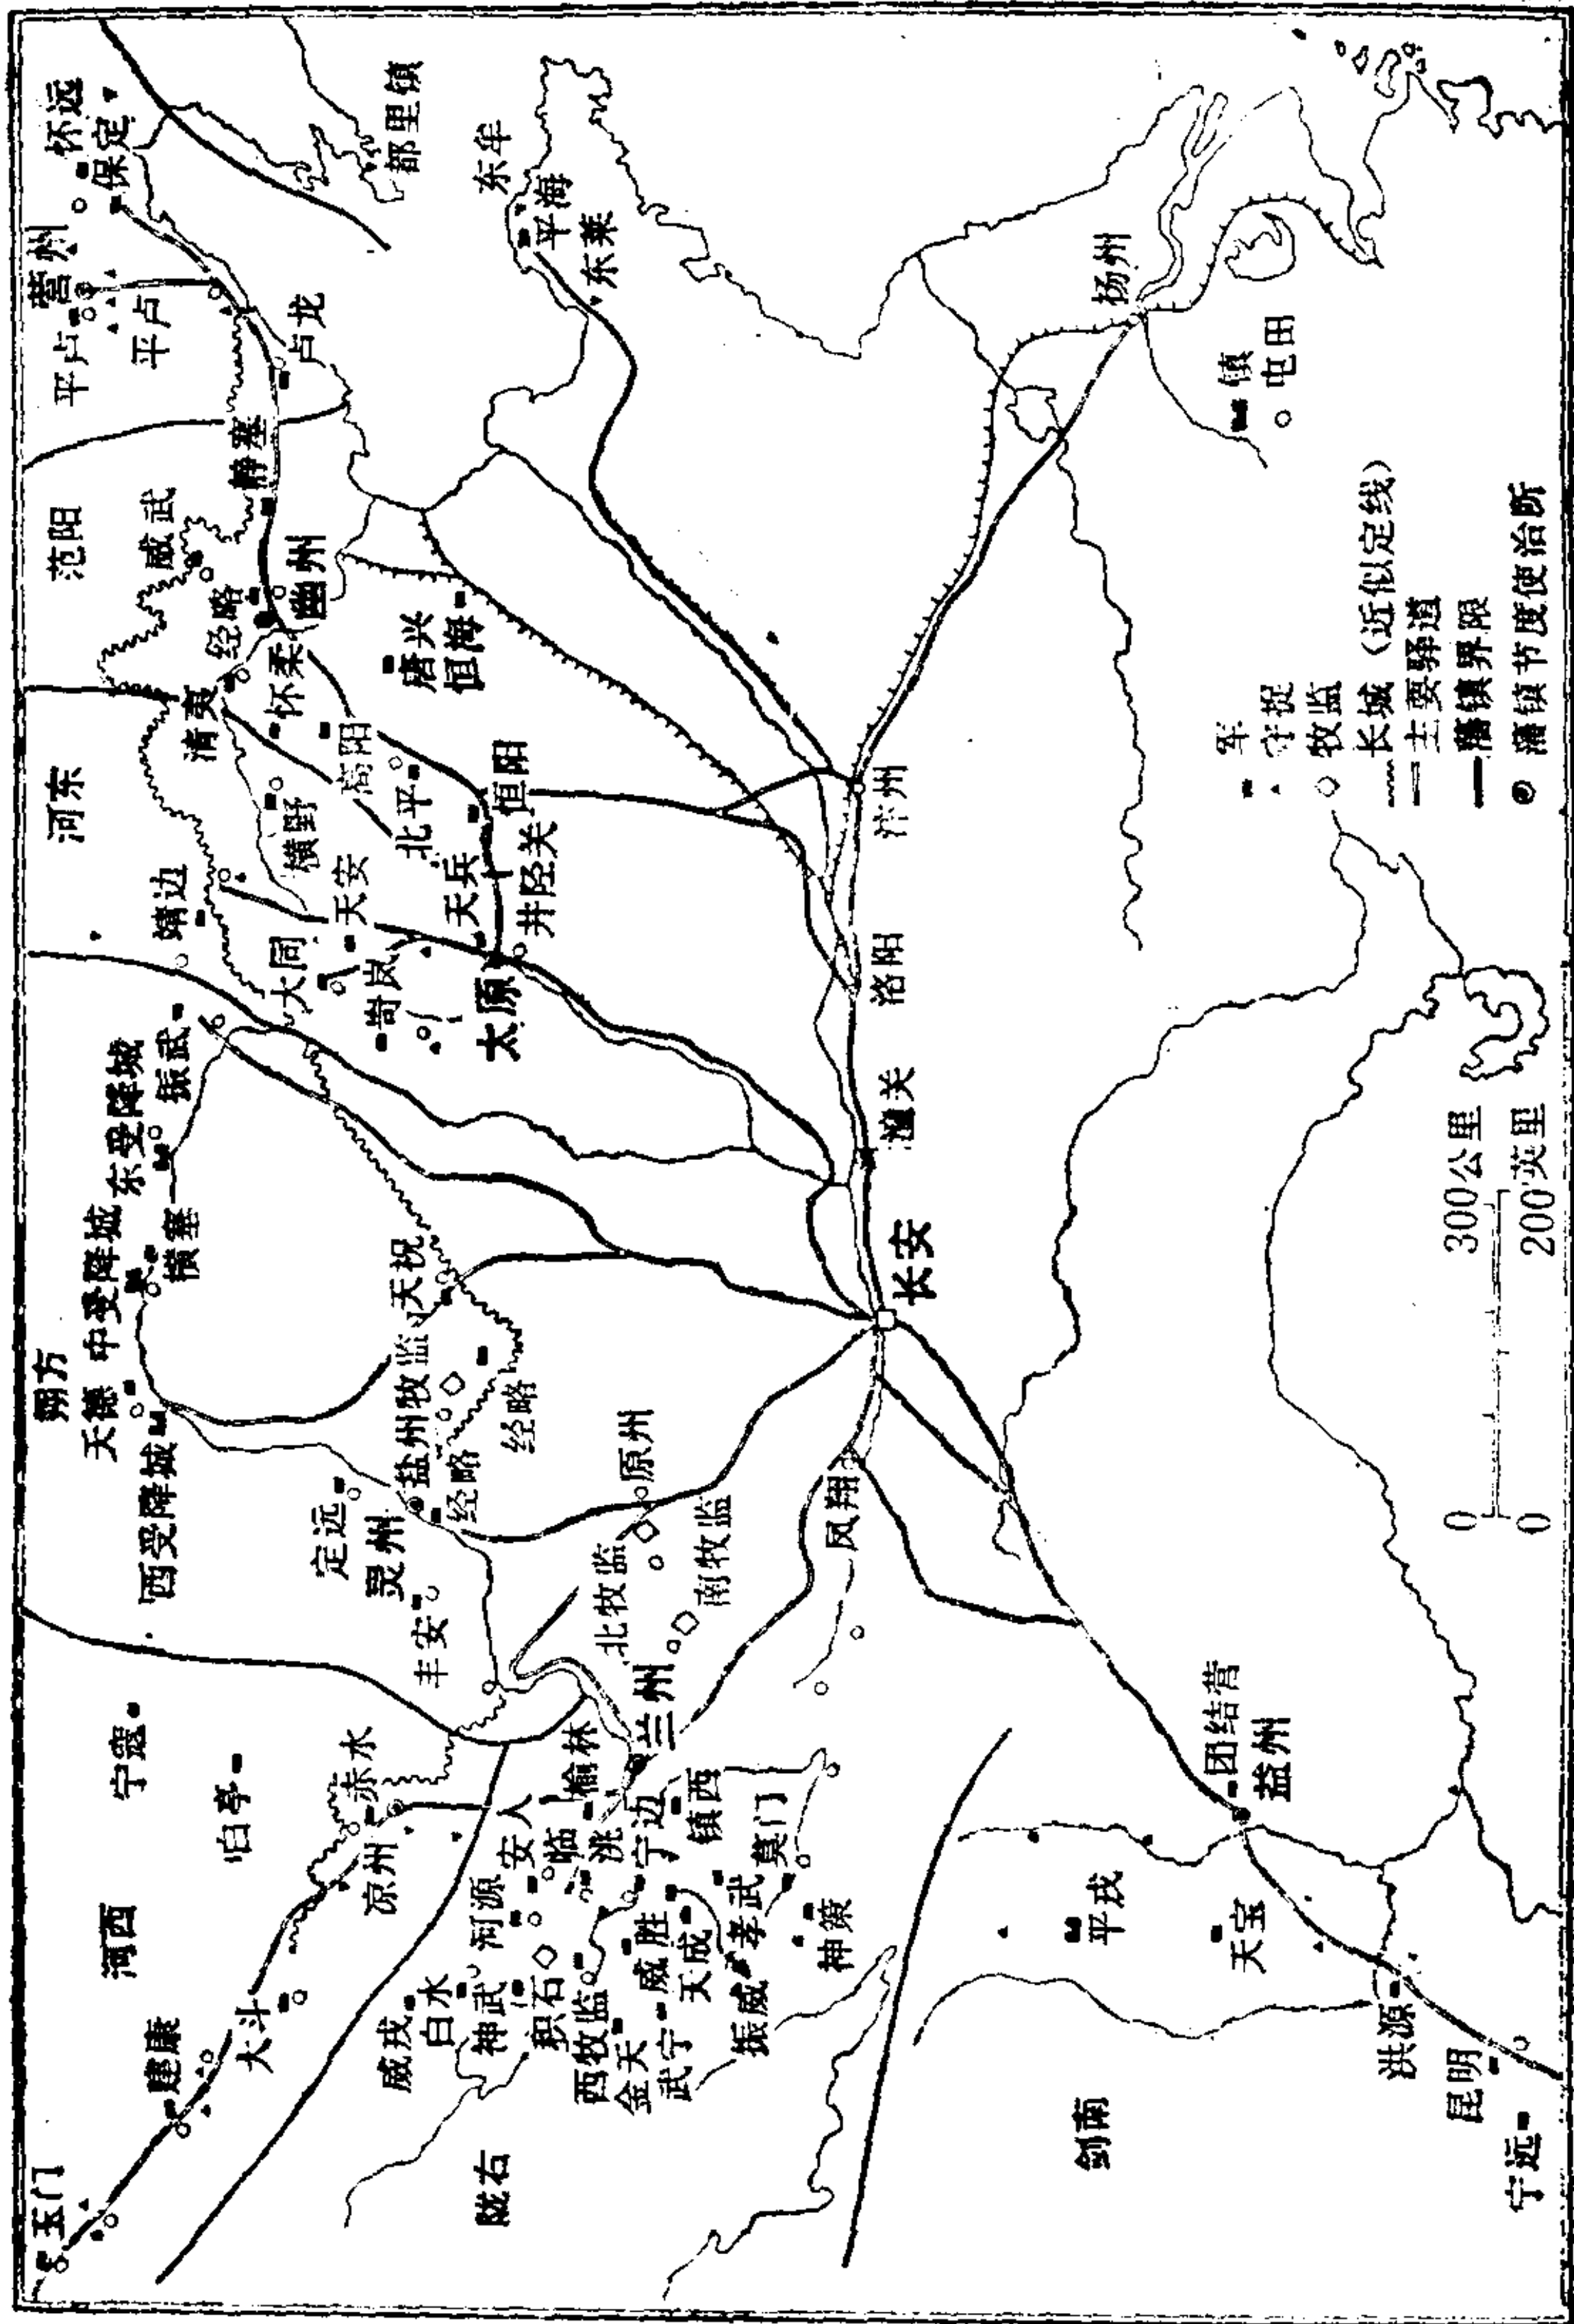 玉门
建康
大斗
河西
宁寇
白亭
赤水
凉州
朔方
天德
中受降城
东受降城
西受降城
横塞
振武
定远
灵州
丰安
盐州牧监
经略
经略
天祝
河东
靖边
大同
天安
横野
清夷
怀柔
高阳
北平
恒阳
天兵
井陉关
岢岚
太原
范阳
威武
经略
幽州
静塞
唐兴
恒海
平卢
平卢
营州
卢龙
怀远
保定
都里镇
东牟
平海
东莱
陇右
威戎
白水
神武
河源
安人
临洮
榆林
兰州
积石
西牧监
金天
武宁
威胜
天成
宁边
镇西
振威
孝武
莫门
神策
北牧监
南牧监
原州
凤翔
长安
潼关
洛阳
汴州
杨州
剑南
平戎
天宝
团结营
益州
洪源
昆明
宁远
镇
屯田
军
守捉
牧监
长城（近似定线）
主要驿道
藩镇界限
藩镇节度使治所
0 300公里
0 200英里